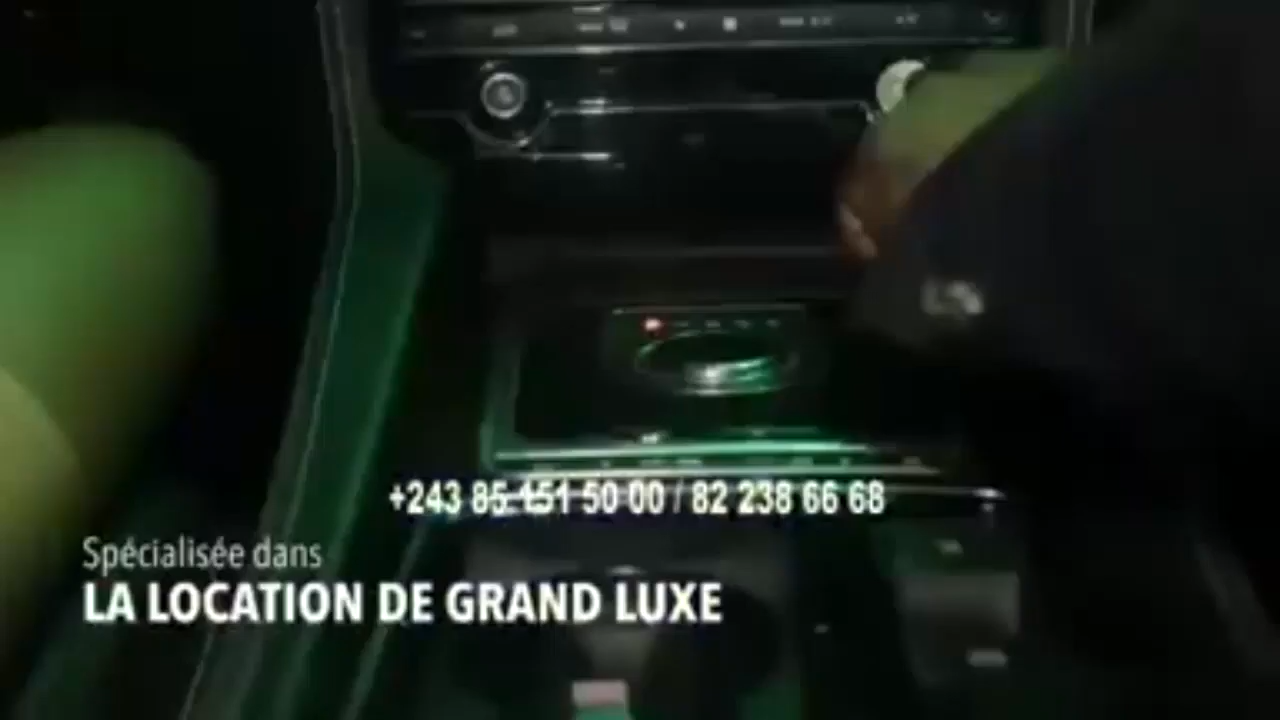 +243 85 151 50 00 / 82 238 66 68
Spécialisée dans
LA LOCATION DE GRAND LUXE